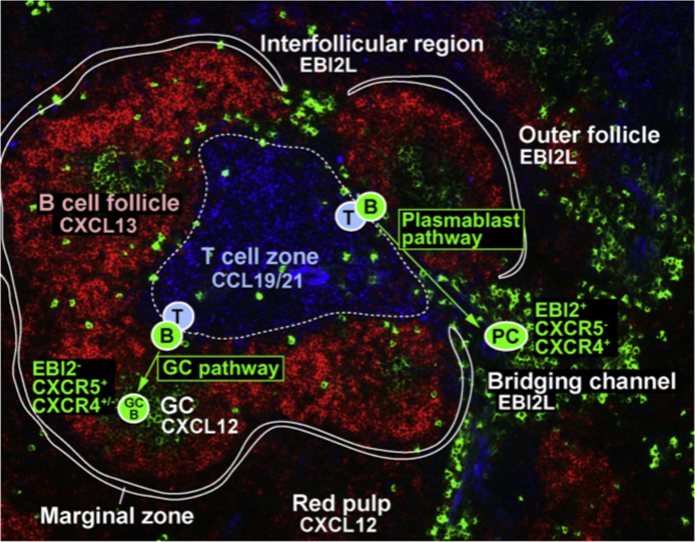 Interfollicular region
EBI2L
Outer follicle
EBI2L
B cell follicle
CXCL13
T B
Plasmablast
pathway
T cell zone
CCL19/21
T
B
EBI2⁺
CXCR5⁻
CXCR4⁺
PC
GC pathway
EBI2⁻
CXCR5⁺
CXCR4⁺/⁻
GC
B
GC
CXCL12
Bridging channel
EBI2L
Marginal zone
Red pulp
CXCL12